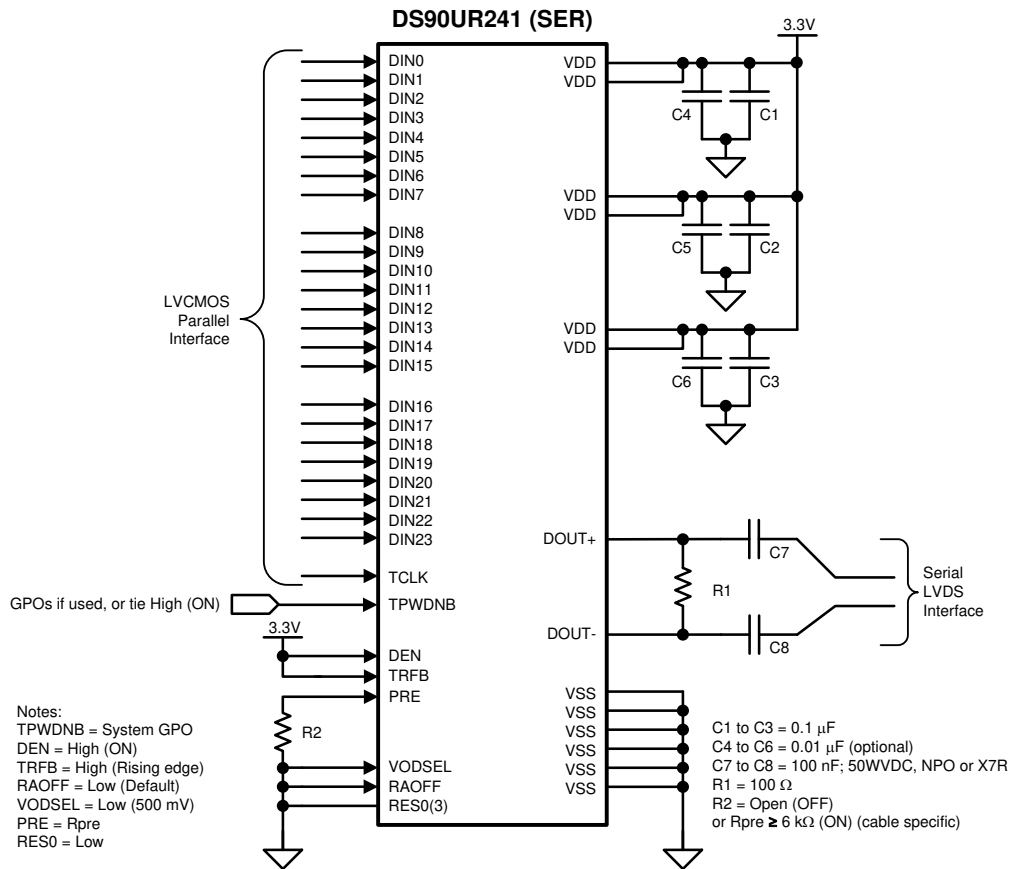 DS90UR241 (SER)
3.3V
DIN0
DIN1
DIN2
DIN3
DIN4
DIN5
DIN6
DIN7
DIN8
DIN9
DIN10
DIN11
DIN12
DIN13
DIN14
DIN15
DIN16
DIN17
DIN18
DIN19
DIN20
DIN21
DIN22
DIN23
TCLK
TPWDNB
DEN
TRFB
PRE
VODSEL
RAOFF
RES0(3)
LVCMOS
Parallel
Interface
GPOs if used, or tie High (ON)
3.3V
R2
VDD
VDD
C4
C1
VDD
VDD
C5
C2
VDD
VDD
C6
C3
DOUT+
DOUT-
R1
C7
C8
Serial
LVDS
Interface
VSS
VSS
VSS
VSS
VSS
VSS
Notes:
TPWDNB = System GPO
DEN = High (ON)
TRFB = High (Rising edge)
RAOFF = Low (Default)
VODSEL = Low (500 mV)
PRE = Rpre
RES0 = Low
C1 to C3 = 0.1 μF
C4 to C6 = 0.01 μF (optional)
C7 to C8 = 100 nF; 50WVDC, NPO or X7R
R1 = 100 Ω
R2 = Open (OFF)
or Rpre ≥ 6 kΩ (ON) (cable specific)